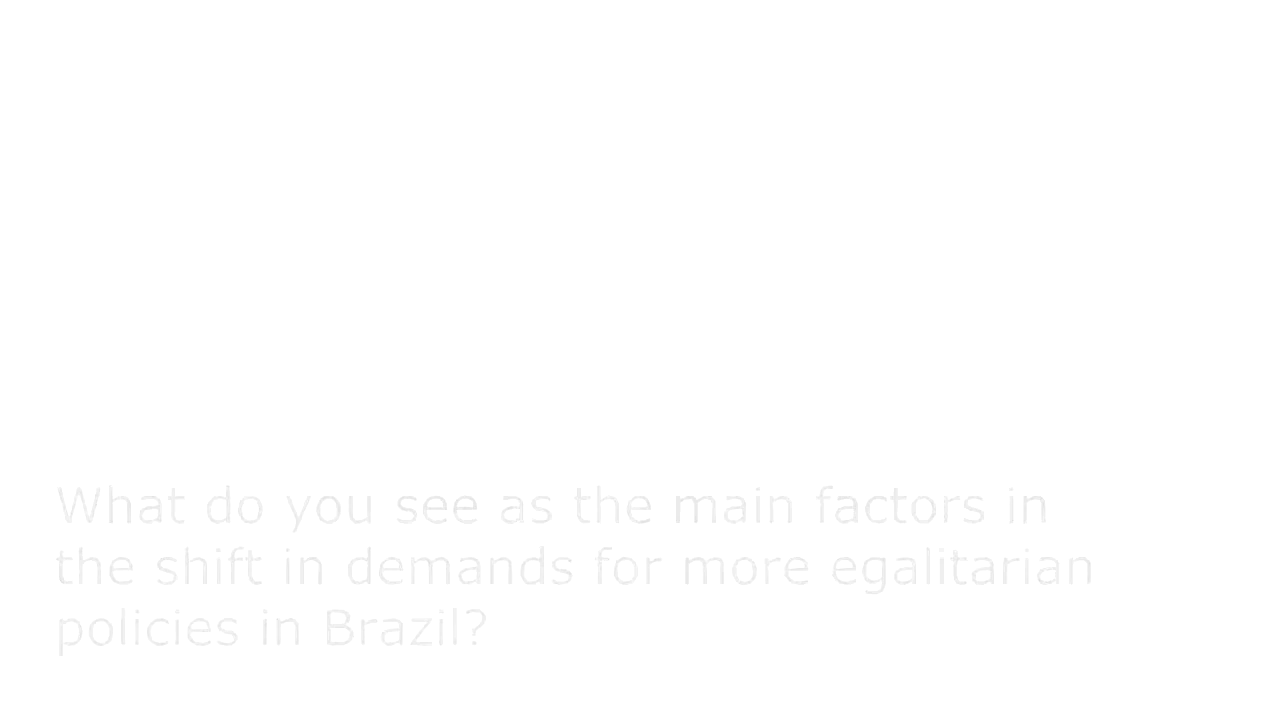 What do you see as the main factors in
the shift in demands for more egalitarian
policies in Brazil?